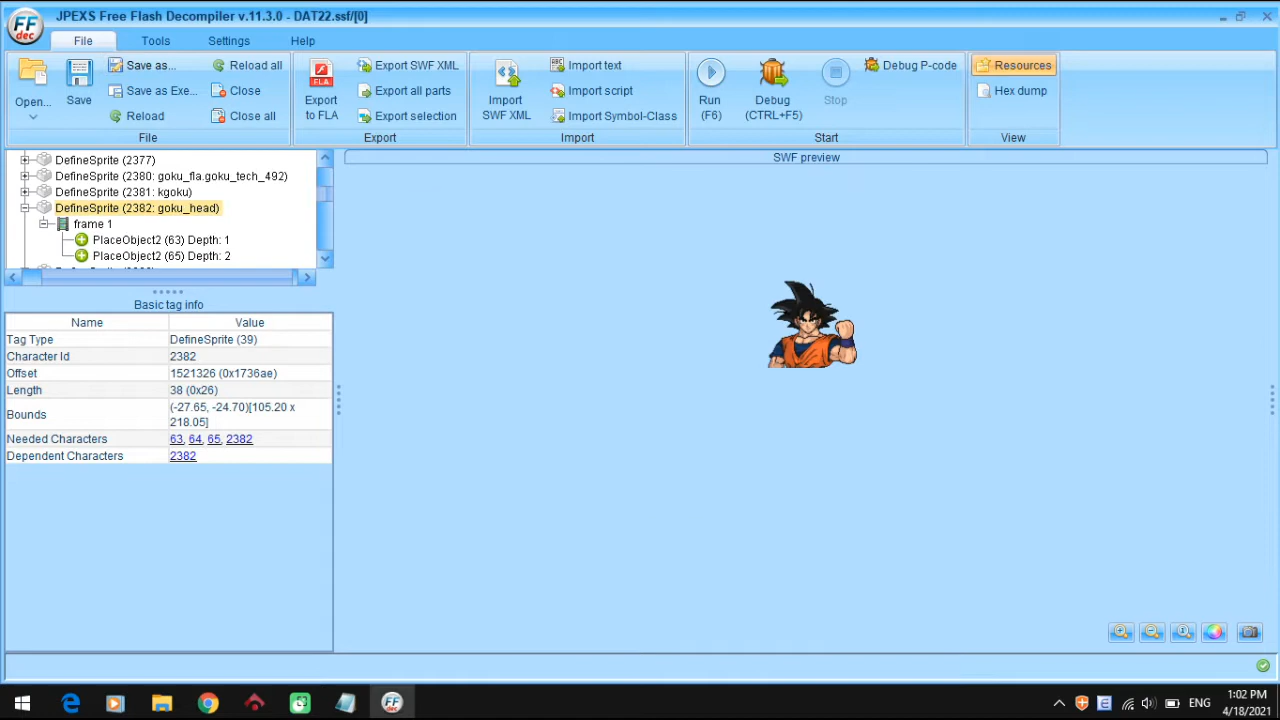 JPEXS Free Flash Decompiler v.11.3.0 - DAT22.ssf/[0]
FF dec
File Tools Settings Help
Open... Save Save as... Save as Exe... Reload Reload all Close Close all
File
FLA Export to FLA Export SWF XML Export all parts Export selection
Export
Import SWF XML Import text Import script Import Symbol-Class
Import
Run (F6) Debug (CTRL+F5) Stop Debug P-code
Start
Resources Hex dump
View
DefineSprite (2377)
DefineSprite (2380: goku_fla.goku_tech_492)
DefineSprite (2381: kgoku)
DefineSprite (2382: goku_head)
frame 1
PlaceObject2 (63) Depth: 1
PlaceObject2 (65) Depth: 2
SWF preview
Basic tag info
Name Value
Tag Type DefineSprite (39)
Character Id 2382
Offset 1521326 (0x1736ae)
Length 38 (0x26)
Bounds (-27.65, -24.70)[105.20 x
218.05]
Needed Characters 63, 64, 65, 2382
Dependent Characters 2382
ENG
1:02 PM
4/18/2021